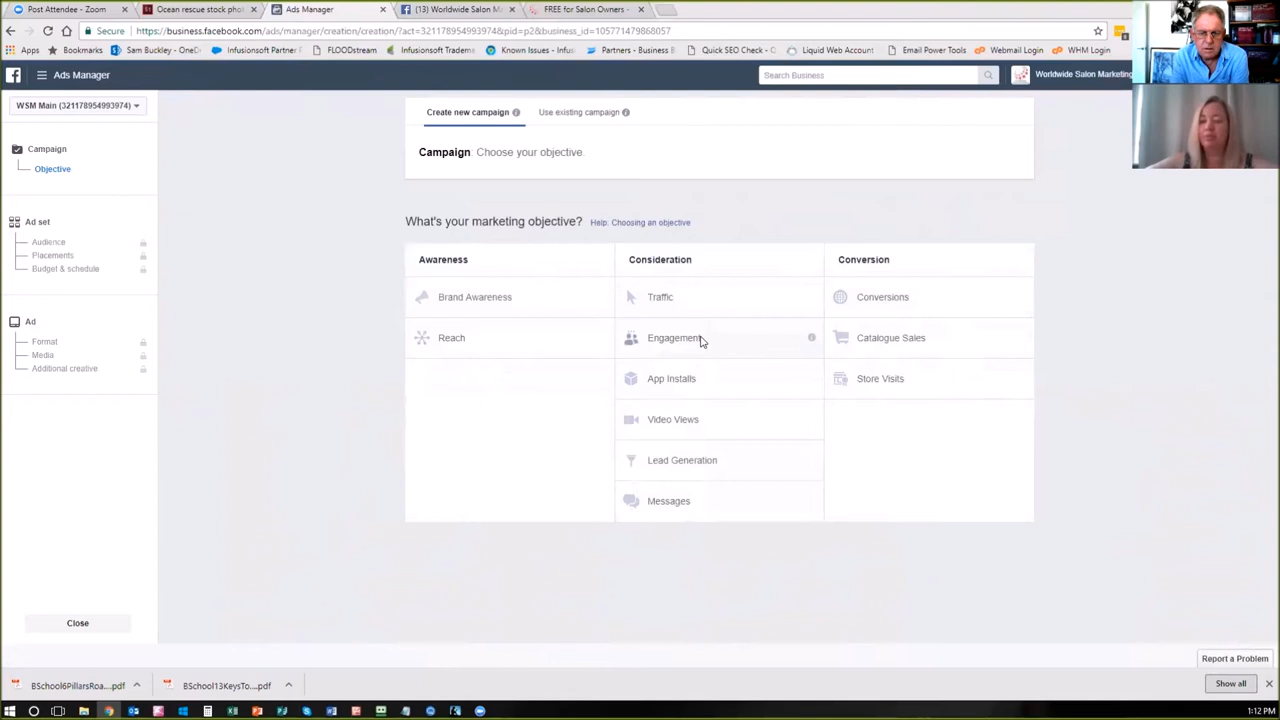 Post Attendee - Zoom
Ocean rescue stock pho
Ads Manager
(13) Worldwide Salon Ma
FREE for Salon Owners -
Secure
https://business.facebook.com/ads/manager/creation/creation/?act=321178954993974&pid=p2&business_id=105771479868057
Apps
Bookmarks
Sam Buckley - OneD
Infusionsoft Partner
FLOODstream
Infusionsoft Tradema
Known Issues - Infus
Partners - Business B
Quick SEO Check - C
Liquid Web Account
Email Power Tools
Webmail Login
WHM Login
Ads Manager
Search Business
Worldwide Salon Marketing
WSM Main (321178954993974)
Create new campaign
Use existing campaign
Campaign: Choose your objective.
Campaign
Objective
Ad set
Audience
Placements
Budget & schedule
Ad
Format
Media
Additional creative
What's your marketing objective?
Help: Choosing an objective
Awareness
Consideration
Conversion
Brand Awareness
Traffic
Conversions
Reach
Engagement
Catalogue Sales
App Installs
Store Visits
Video Views
Lead Generation
Messages
Close
Report a Problem
BSchool6PillarsRoa....pdf
BSchool13KeysTo....pdf
Show all
1:12 PM